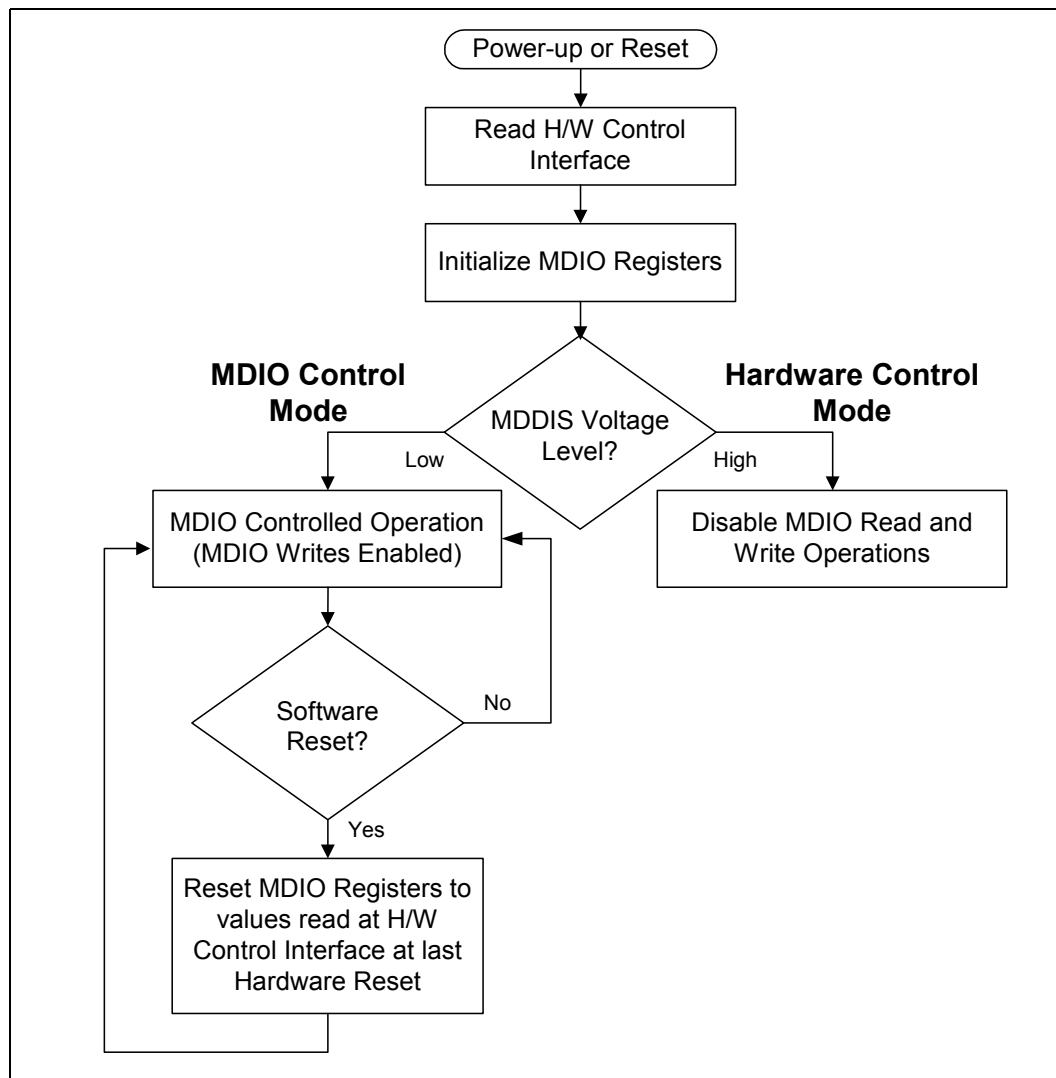 Power-up or Reset
Read H/W Control
Interface
Initialize MDIO Registers
MDIO Control
Mode
Hardware Control
Mode
MDDIS Voltage
Level?
Low
High
MDIO Controlled Operation
(MDIO Writes Enabled)
Disable MDIO Read and
Write Operations
Software
Reset?
No
Yes
Reset MDIO Registers to
values read at H/W
Control Interface at last
Hardware Reset